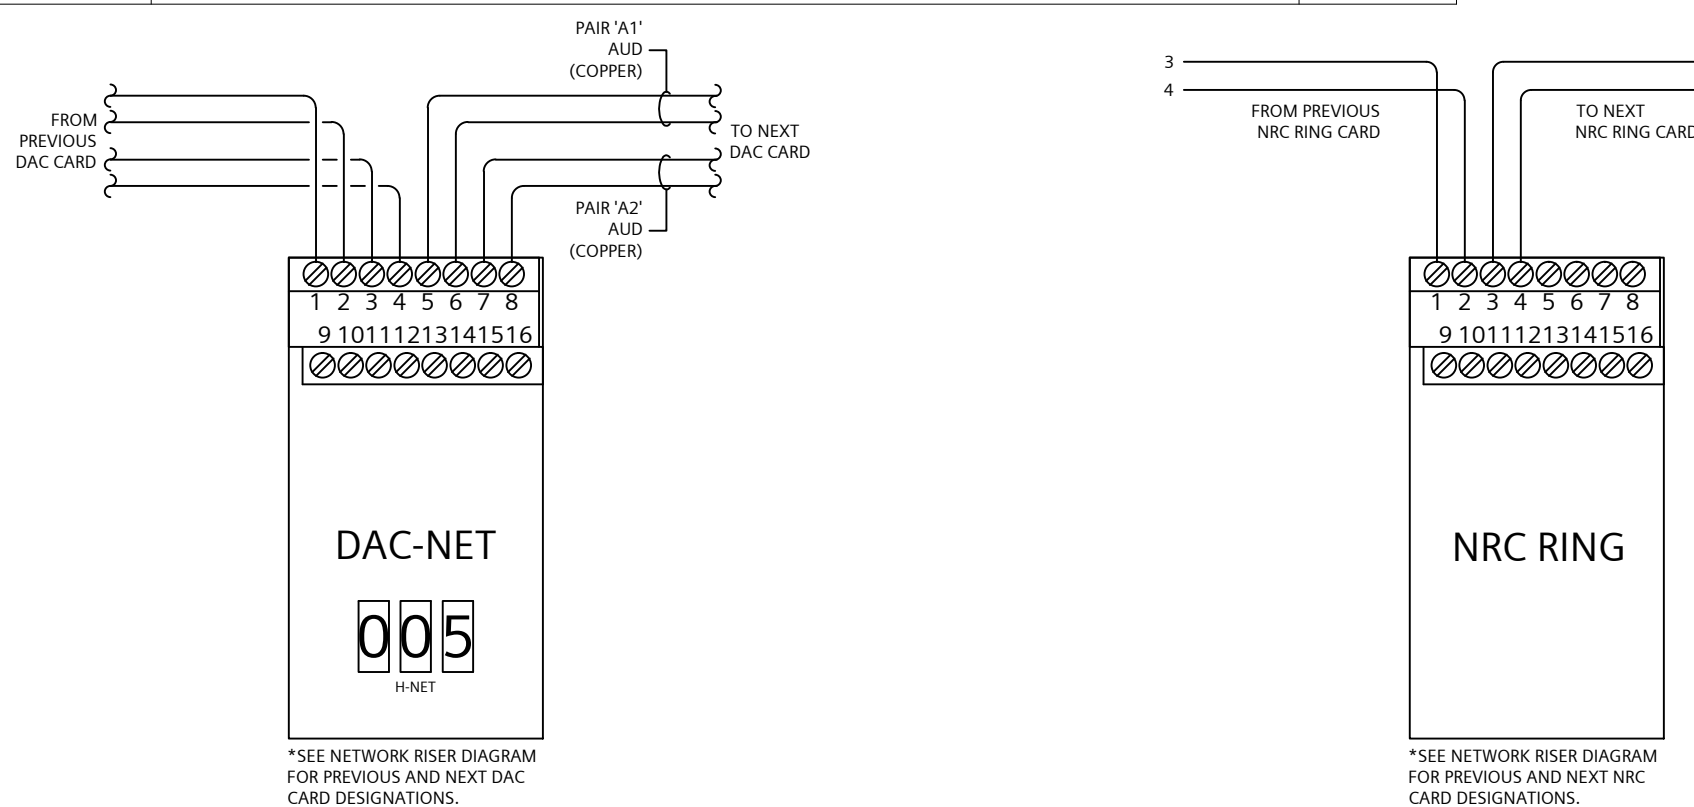 PAIR 'A1'
AUD
(COPPER)
FROM
PREVIOUS
DAC CARD
TO NEXT
DAC CARD
PAIR 'A2'
AUD
(COPPER)
1 2 3 4 5 6 7 8
9 10 11 12 13 14 15 16
DAC-NET
0 0 5
H-NET
*SEE NETWORK RISER DIAGRAM
FOR PREVIOUS AND NEXT DAC
CARD DESIGNATIONS.
3
4
FROM PREVIOUS
NRC RING CARD
TO NEXT
NRC RING CARD
1 2 3 4 5 6 7 8
9 10 11 12 13 14 15 16
NRC RING
*SEE NETWORK RISER DIAGRAM
FOR PREVIOUS AND NEXT NRC
CARD DESIGNATIONS.